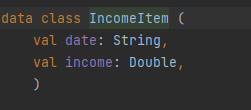 data class IncomeItem (
    val date: String,
    val income: Double,
    )